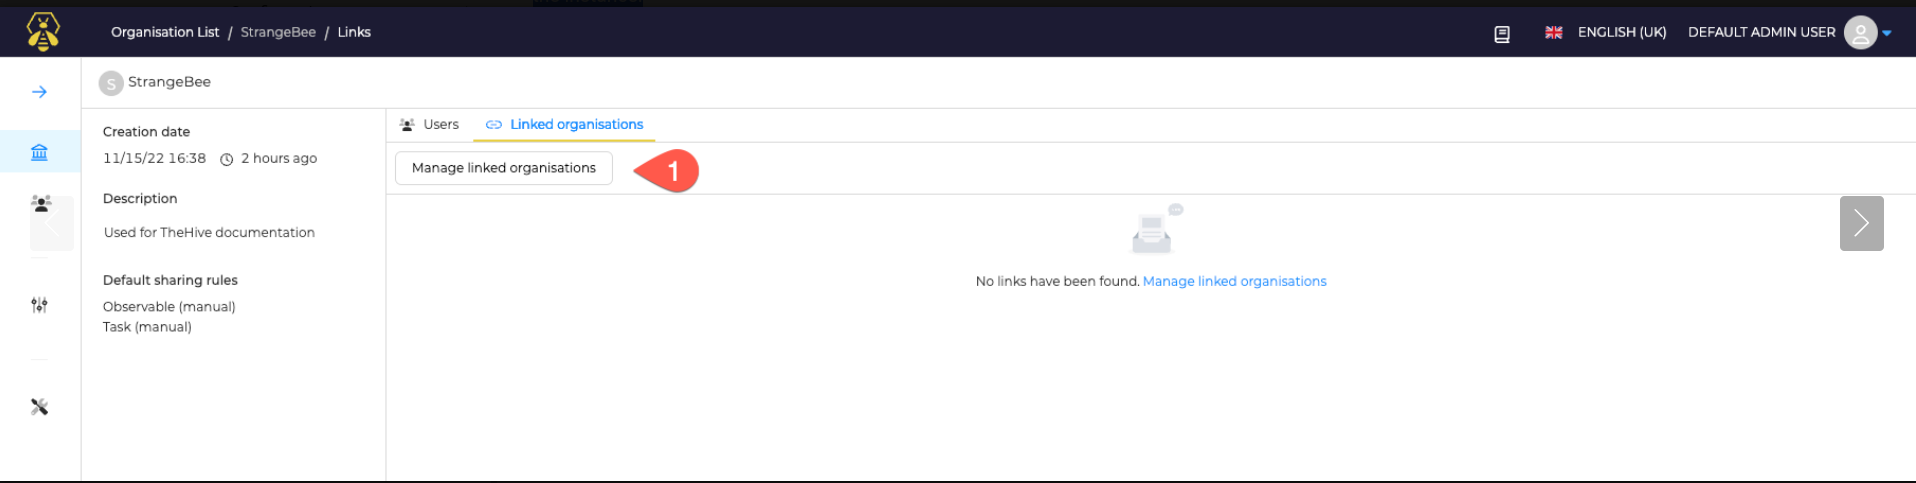 Organisation List / StrangeBee / Links
ENGLISH (UK) DEFAULT ADMIN USER
S StrangeBee
Creation date
11/15/22 16:38 2 hours ago
Description
Used for TheHive documentation
Default sharing rules
Observable (manual)
Task (manual)
Users Linked organisations
Manage linked organisations 1
No links have been found. Manage linked organisations